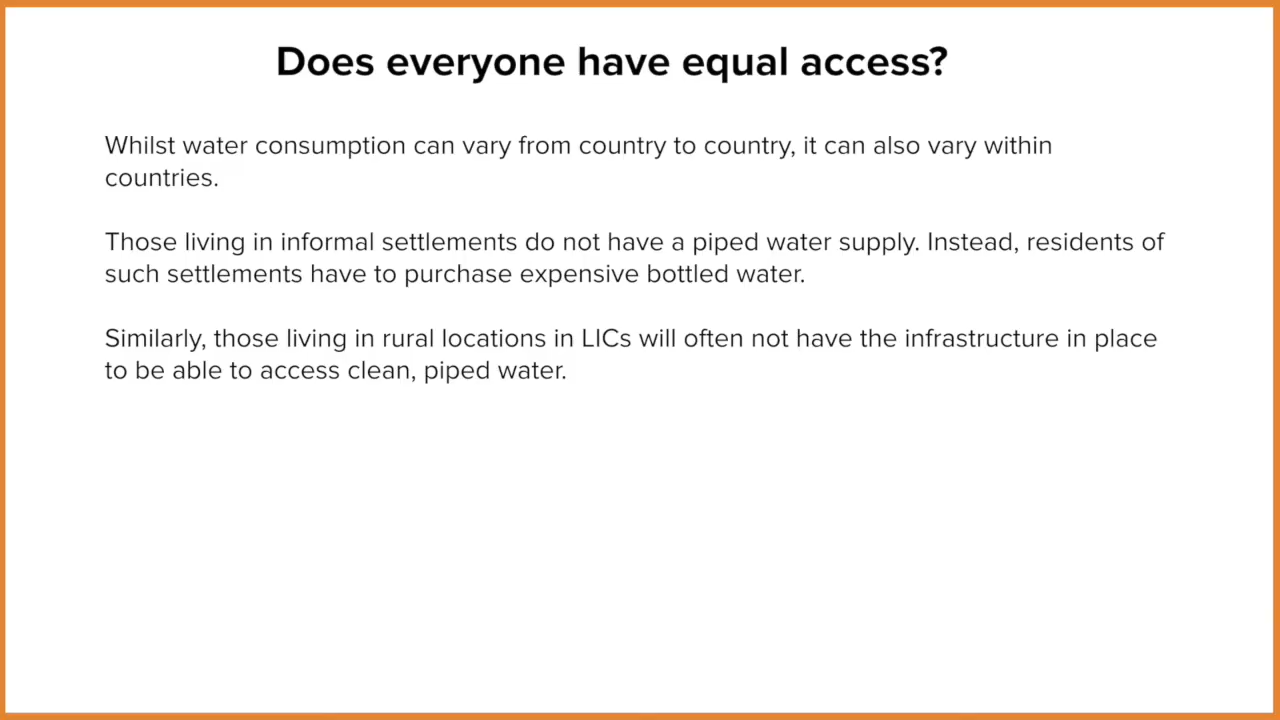 Does everyone have equal access?
Whilst water consumption can vary from country to country, it can also vary within
countries.
Those living in informal settlements do not have a piped water supply. Instead, residents of
such settlements have to purchase expensive bottled water.
Similarly, those living in rural locations in LICs will often not have the infrastructure in place
to be able to access clean, piped water.